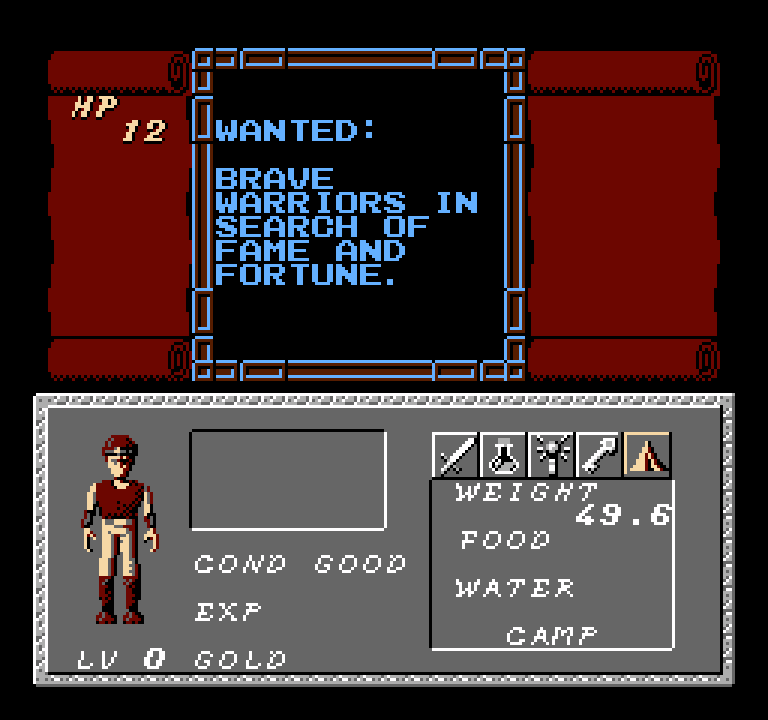 HP
12
WANTED:
BRAVE
WARRIORS IN
SEARCH OF
FAME AND
FORTUNE.
WEIGHT
49.6
FOOD
COND GOOD
WATER
EXP
CAMP
LV 0 GOLD